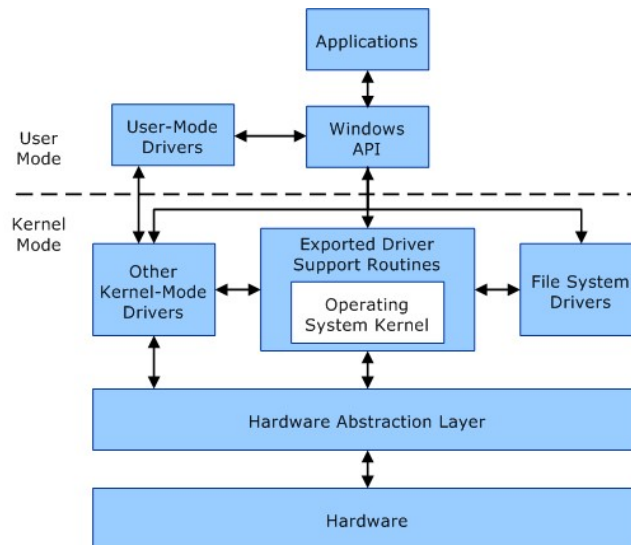 Applications
User-Mode
Drivers
Windows
API
User
Mode
Kernel
Mode
Other
Kernel-Mode
Drivers
Exported Driver
Support Routines
Operating
System Kernel
File System
Drivers
Hardware Abstraction Layer
Hardware